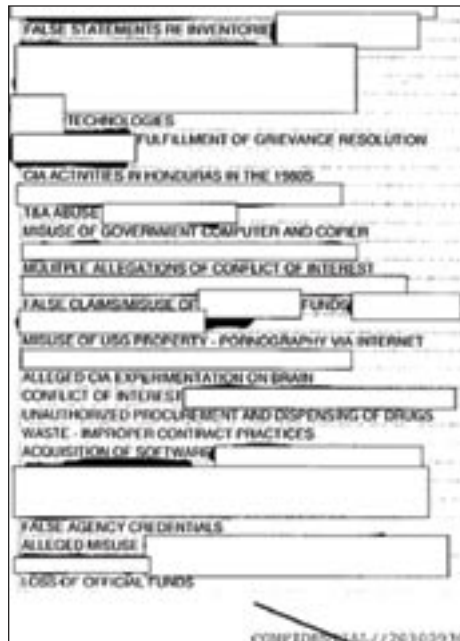 FALSE STATEMENTS RE INVENTORIE
TECHNOLOGIES
FULFILLMENT OF GRIEVANCE RESOLUTION
CIA ACTIVITIES IN HONDURAS IN THE 1980S
T&A ABUSE
MISUSE OF GOVERNMENT COMPUTER AND COPIER
MULITPLE ALLEGATIONS OF CONFLICT OF INTEREST
FALSE CLAIMS/MISUSE OF FUNDS
MISUSE OF USG PROPERTY - PORNOGRAPHY VIA INTERNET
ALLEGED CIA EXPERIMENTATION ON BRAIN
CONFLICT OF INTEREST
UNAUTHORIZED PROCUREMENT AND DISPENSING OF DRUGS
WASTE - IMPROPER CONTRACT PRACTICES
ACQUISITION OF SOFTWARE
FALSE AGENCY CREDENTIALS
ALLEGED MISUSE
LOSS OF OFFICIAL FUNDS